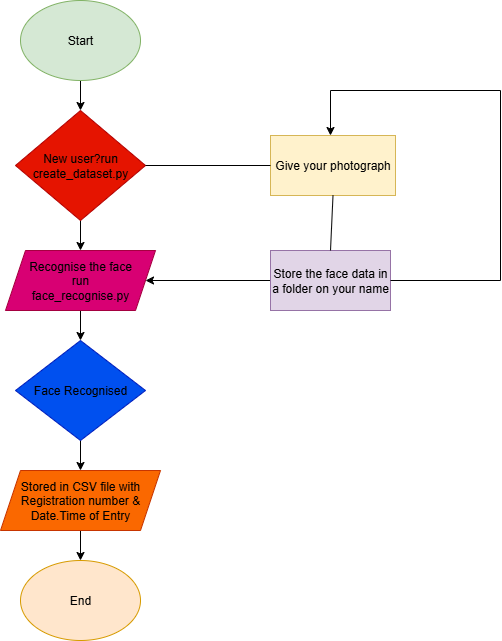 Start
New user?run
create_dataset.py
Give your photograph
Recognise the face
run
face_recognise.py
Store the face data in
a folder on your name
Face Recognised
Stored in CSV file with
Registration number &
Date.Time of Entry
End